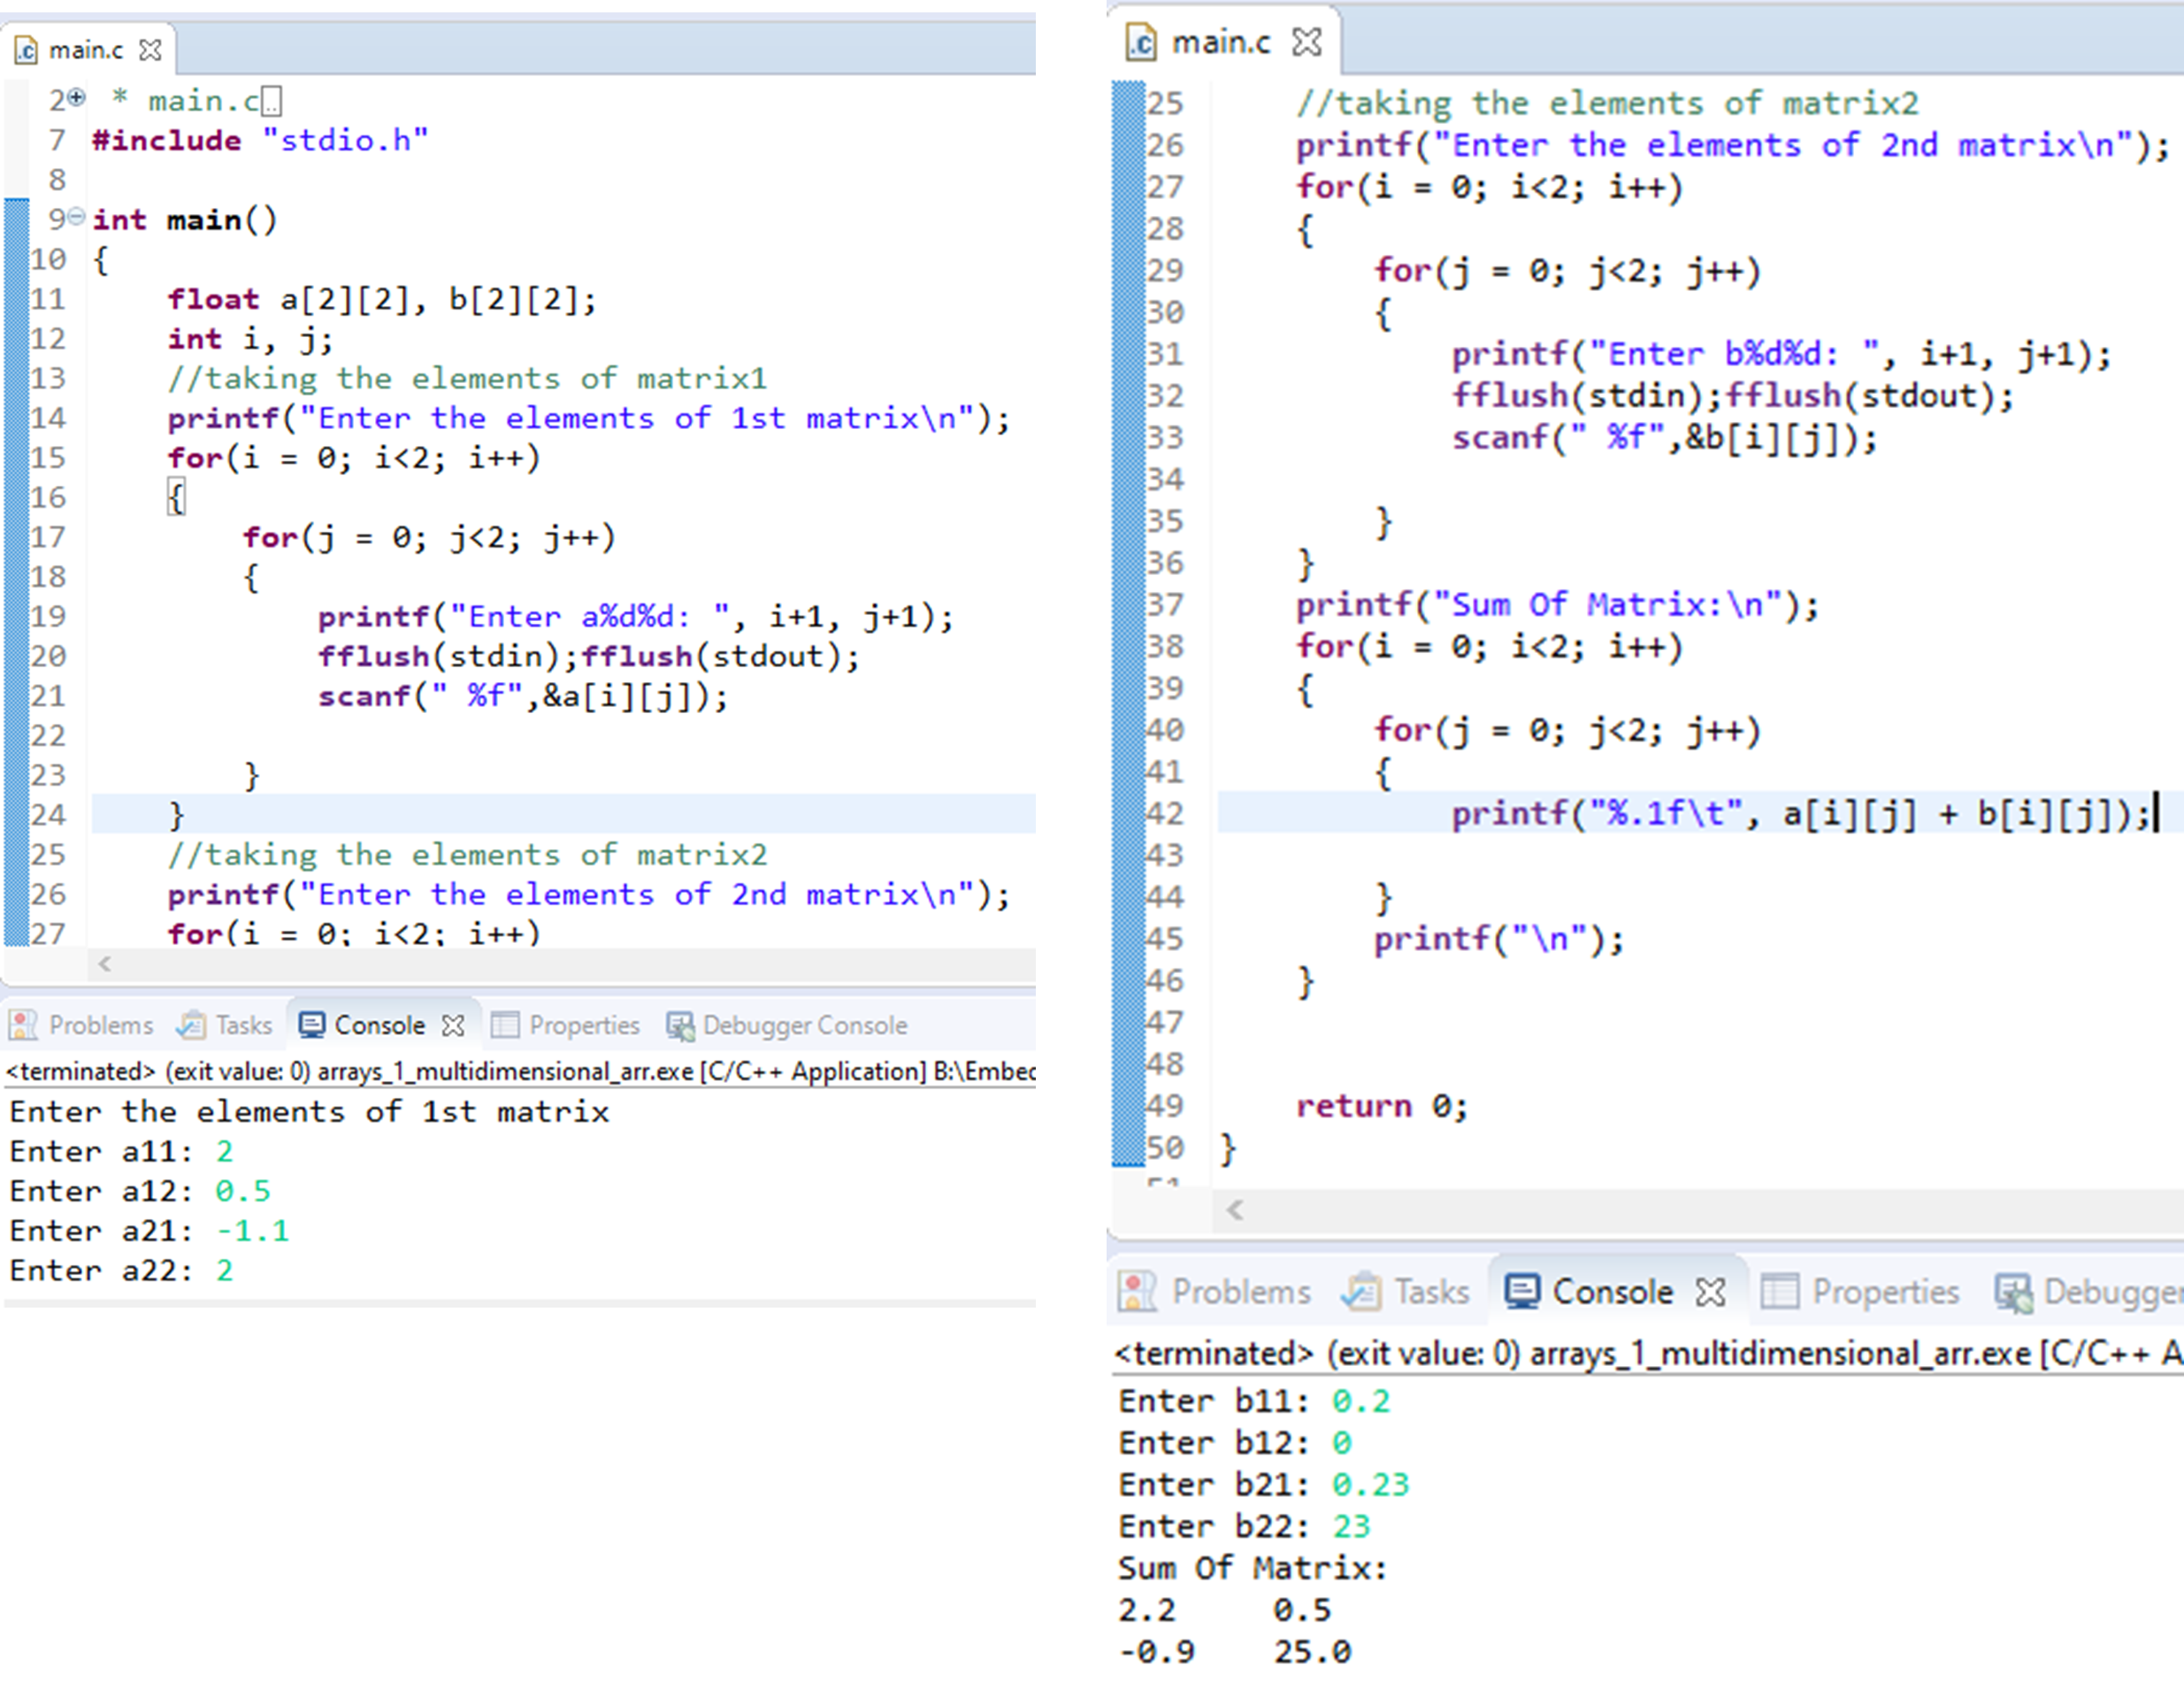 main.c
2 * main.c
7 #include "stdio.h"
8
9 int main()
10 {
11     float a[2][2], b[2][2];
12     int i, j;
13     //taking the elements of matrix1
14     printf("Enter the elements of 1st matrix\n");
15     for(i = 0; i<2; i++)
16     {
17         for(j = 0; j<2; j++)
18         {
19             printf("Enter a%d%d: ", i+1, j+1);
20             fflush(stdin);fflush(stdout);
21             scanf(" %f",&a[i][j]);
22
23         }
24     }
25     //taking the elements of matrix2
26     printf("Enter the elements of 2nd matrix\n");
27     for(i = 0; i<2; i++)
Problems Tasks Console Properties Debugger Console
<terminated> (exit value: 0) arrays_1_multidimensional_arr.exe [C/C++ Application] B:\Embec
Enter the elements of 1st matrix
Enter a11: 2
Enter a12: 0.5
Enter a21: -1.1
Enter a22: 2
main.c
25     //taking the elements of matrix2
26     printf("Enter the elements of 2nd matrix\n");
27     for(i = 0; i<2; i++)
28     {
29         for(j = 0; j<2; j++)
30         {
31             printf("Enter b%d%d: ", i+1, j+1);
32             fflush(stdin);fflush(stdout);
33             scanf(" %f",&b[i][j]);
34
35         }
36     }
37     printf("Sum Of Matrix:\n");
38     for(i = 0; i<2; i++)
39     {
40         for(j = 0; j<2; j++)
41         {
42             printf("%.1f\t", a[i][j] + b[i][j]);
43
44         }
45         printf("\n");
46     }
47
48
49     return 0;
50 }
51
Problems Tasks Console Properties Debugger
<terminated> (exit value: 0) arrays_1_multidimensional_arr.exe [C/C++ A
Enter b11: 0.2
Enter b12: 0
Enter b21: 0.23
Enter b22: 23
Sum Of Matrix:
2.2     0.5
-0.9    25.0